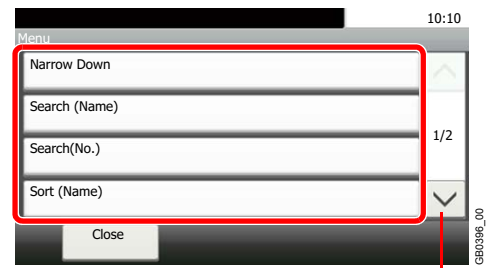 10:10
Menu
Narrow Down
Search (Name)
Search(No.)
1/2
Sort (Name)
Close
GB0396_00